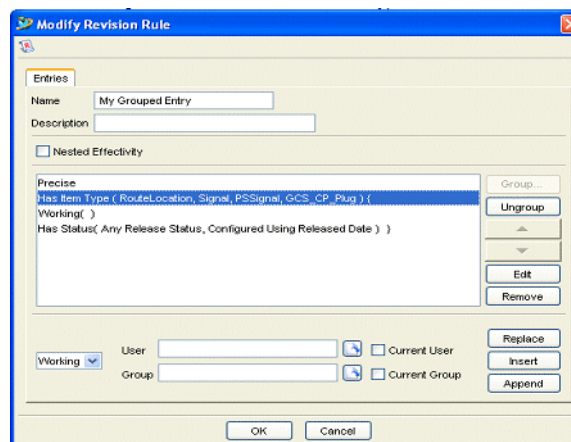 Modify Revision Rule
Entries
Name My Grouped Entry
Description
Nested Effectivity
Precise
Has Item Type ( RouteLocation, Signal, PSSignal, GCS_CP_Plug ) {
Working( )
Has Status( Any Release Status, Configured Using Released Date ) }
Group...
Ungroup
Edit
Remove
Working
User
Current User
Group
Current Group
Replace
Insert
Append
OK
Cancel